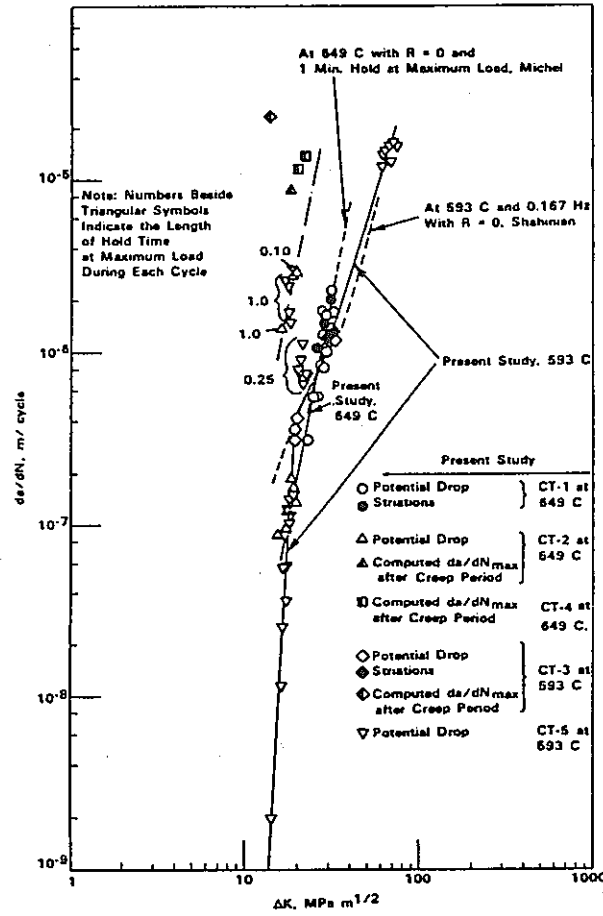 At 649 C with R = 0 and
1 Min. Hold at Maximum Load, Michel
10-5
Note: Numbers Beside
Triangular Symbols
Indicate the Length
of Hold Time
at Maximum Load
During Each Cycle
At 593 C and 0.167 Hz
With R = 0, Shahinian
0.10
1.0
1.0
10-6
0.25
Present
Study,
649 C
Present Study, 593 C
da/dN, m/cycle
Present Study
Potential Drop
Striations
CT-1 at
649 C
10-7
Potential Drop
Computed da/dNmax
after Creep Period
CT-2 at
649 C
Computed da/dNmax
after Creep Period
CT-4 at
649 C.
10-8
Potential Drop
Striations
Computed da/dNmax
after Creep Period
CT-3 at
593 C
Potential Drop
CT-5 at
593 C
10-9
1
10
100
1000
ΔK, MPa m1/2